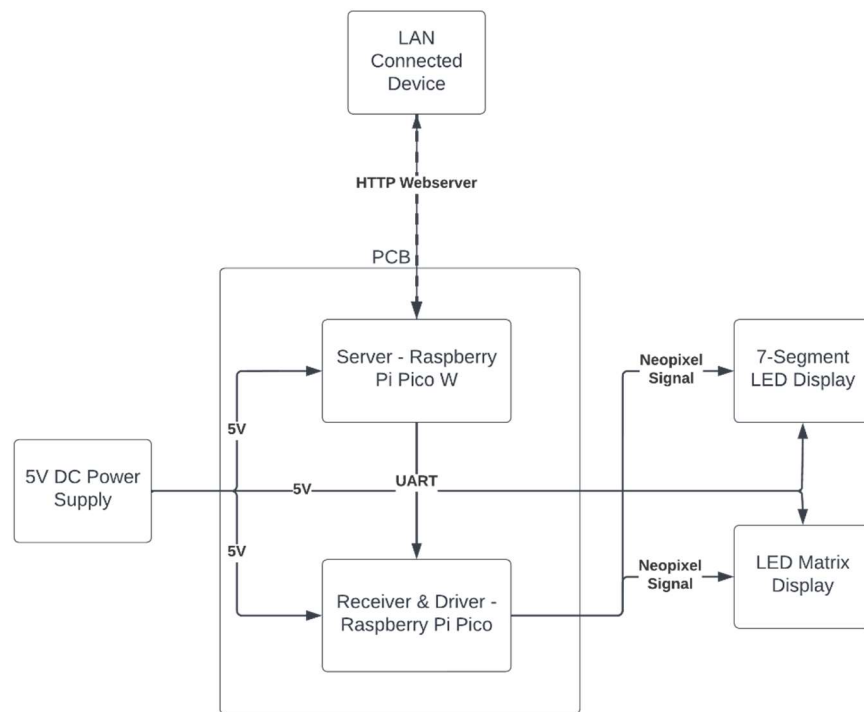 LAN
Connected
Device
HTTP Webserver
PCB
Server - Raspberry
Pi Pico W
Neopixel
Signal
7-Segment
LED Display
5V
5V DC Power
Supply
5V
UART
5V
Receiver & Driver -
Raspberry Pi Pico
Neopixel
Signal
LED Matrix
Display